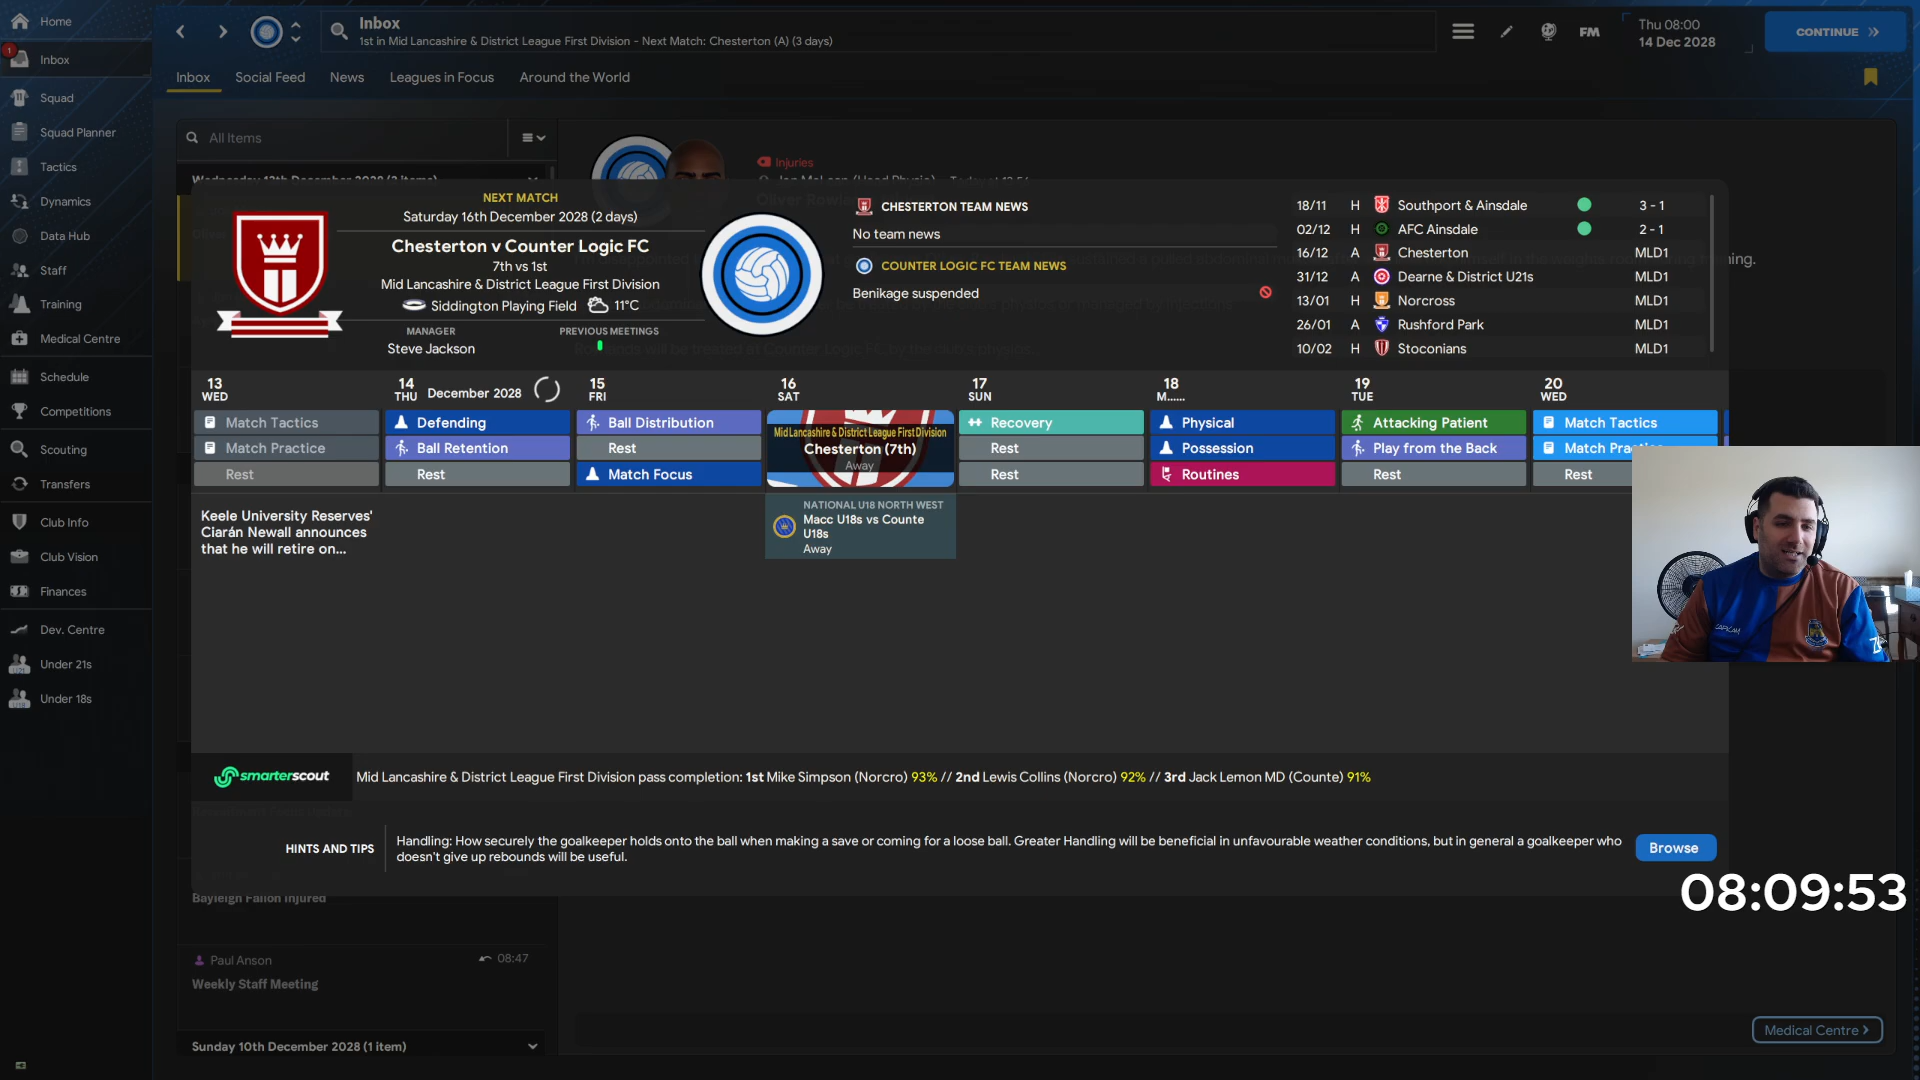 Home
1
Inbox
Squad
Squad Planner
Tactics
Dynamics
Data Hub
Staff
Training
Medical Centre
Schedule
Competitions
Scouting
Transfers
Club Info
Club Vision
Finances
Dev. Centre
Under 21s
Under 18s
Inbox
1st in Mid Lancashire & District League First Division - Next Match: Chesterton (A) (3 days)
FM
Thu 08:00
14 Dec 2028
CONTINUE
Inbox Social Feed News Leagues in Focus Around the World
All Items
Injuries
NEXT MATCH
Saturday 16th December 2028 (2 days)
Chesterton v Counter Logic FC
7th vs 1st
Mid Lancashire & District League First Division
Siddington Playing Field 11°C
MANAGER
Steve Jackson
PREVIOUS MEETINGS
CHESTERTON TEAM NEWS
No team news
COUNTER LOGIC FC TEAM NEWS
Benikage suspended
18/11 H Southport & Ainsdale 3 - 1
02/12 H AFC Ainsdale 2 - 1
16/12 A Chesterton MLD1
31/12 A Dearne & District U21s MLD1
13/01 H Norcross MLD1
26/01 A Rushford Park MLD1
10/02 H Stoconians MLD1
13 WED
Match Tactics
Match Practice
Rest
Keele University Reserves'
Ciarán Newall announces
that he will retire on...
14 THU December 2028
Defending
Ball Retention
Rest
15 FRI
Ball Distribution
Rest
Match Focus
16 SAT
Mid Lancashire & District League First Division
Chesterton (7th)
Away
NATIONAL U18 NORTH WEST
Macc U18s vs Counte
U18s
Away
17 SUN
Recovery
Rest
Rest
18 M......
Physical
Possession
Routines
19 TUE
Attacking Patient
Play from the Back
Rest
20 WED
Match Tactics
Rest
smarterscout
Mid Lancashire & District League First Division pass completion: 1st Mike Simpson (Norcro) 93% // 2nd Lewis Collins (Norcro) 92% // 3rd Jack Lemon MD (Counte) 91%
HINTS AND TIPS
Handling: How securely the goalkeeper holds onto the ball when making a save or coming for a loose ball. Greater Handling will be beneficial in unfavourable weather conditions, but in general a goalkeeper who
doesn't give up rebounds will be useful.
Browse
08:09:53
Bayleigh Fallon Injured
Paul Anson 08:47
Weekly Staff Meeting
Sunday 10th December 2028 (1 item)
Medical Centre